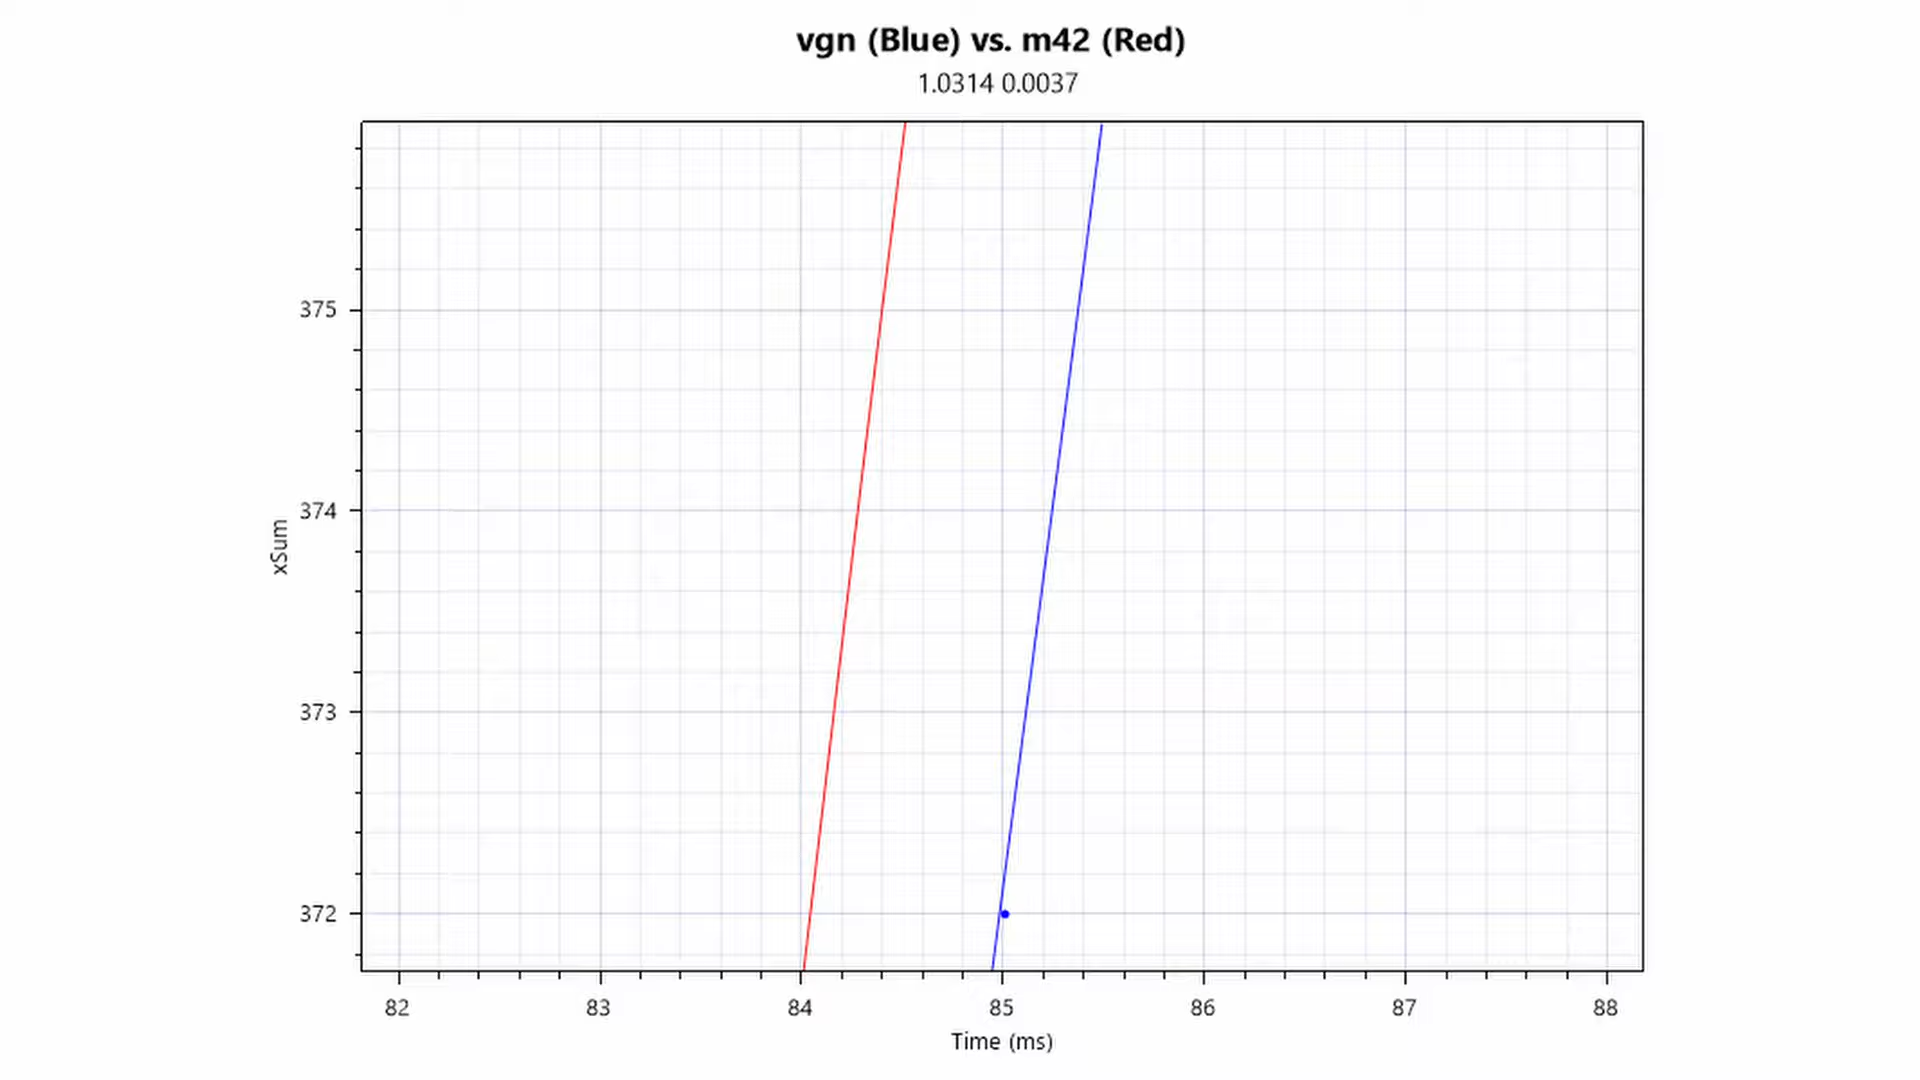 vgn (Blue) vs. m42 (Red)
1.0314 0.0037
375
374
373
372
xSum
82 83 84 85 86 87 88
Time (ms)